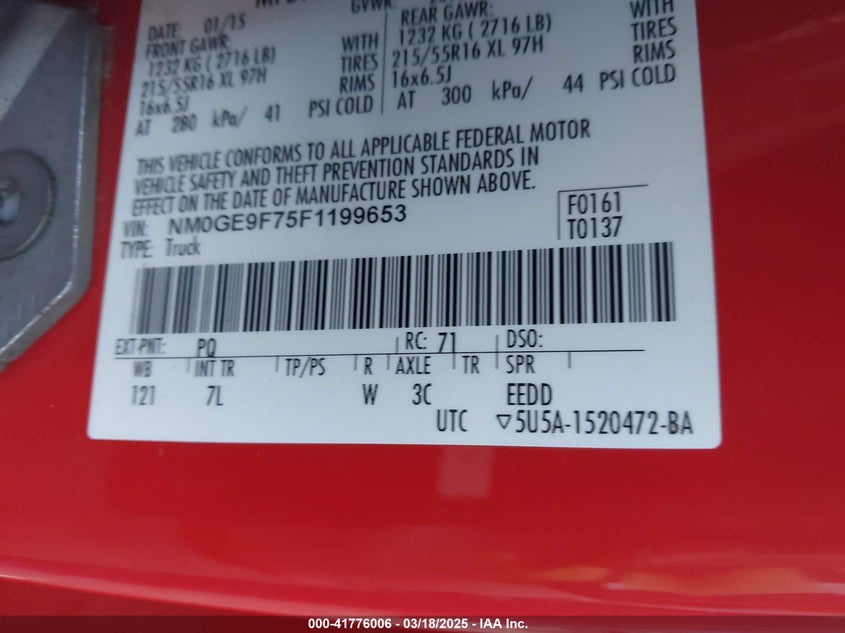 GVWR:
DATE: 01/15
FRONT GAWR: WITH
1232 KG ( 2716 LB) TIRES
215/55R16 XL 97H RIMS
16x6.5J
AT 280 kPa/ 41 PSI COLD
REAR GAWR: WITH
1232 KG ( 2716 LB) TIRES
215/55R16 XL 97H RIMS
16x6.5J
AT 300 kPa/ 44 PSI COLD
THIS VEHICLE CONFORMS TO ALL APPLICABLE FEDERAL MOTOR
VEHICLE SAFETY AND THEFT PREVENTION STANDARDS IN
EFFECT ON THE DATE OF MANUFACTURE SHOWN ABOVE.
VIN: NM0GE9F75F1199653
TYPE: Truck
F0161
T0137
EXT-PNT: PQ RC: 71 DSO:
WB INT TR TP/PS R AXLE TR SPR
121 7L W 3C EEDD
UTC ▽5U5A-1520472-BA
000-41776006 - 03/18/2025 - IAA Inc.